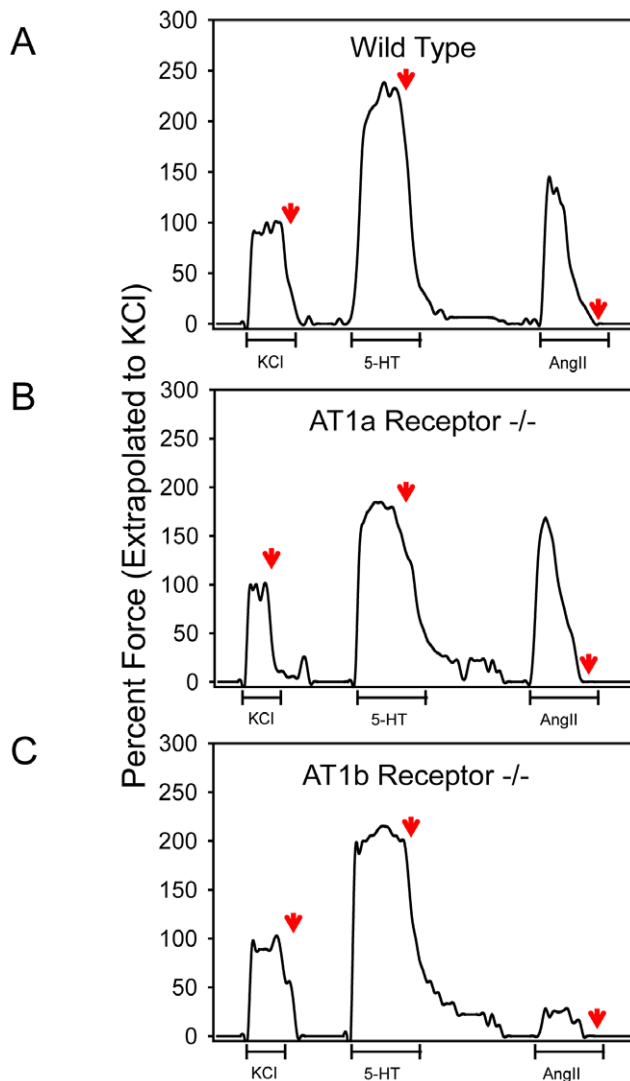 A
Wild Type
300
250
200
150
100
50
0
KCl
5-HT
AngII
Percent Force (Extrapolated to KCl)
B
AT1a Receptor -/-
300
250
200
150
100
50
0
KCl
5-HT
AngII
C
AT1b Receptor -/-
300
250
200
150
100
50
0
KCl
5-HT
AngII